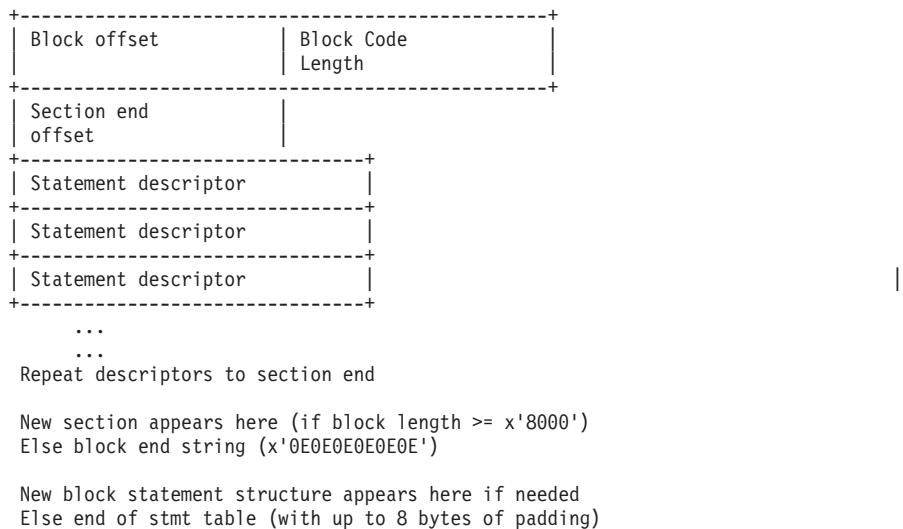 Block offset Block Code
Length
Section end
offset
Statement descriptor
Statement descriptor
Statement descriptor
...
...
Repeat descriptors to section end
New section appears here (if block length >= x'8000')
Else block end string (x'0E0E0E0E0E0E')
New block statement structure appears here if needed
Else end of stmt table (with up to 8 bytes of padding)